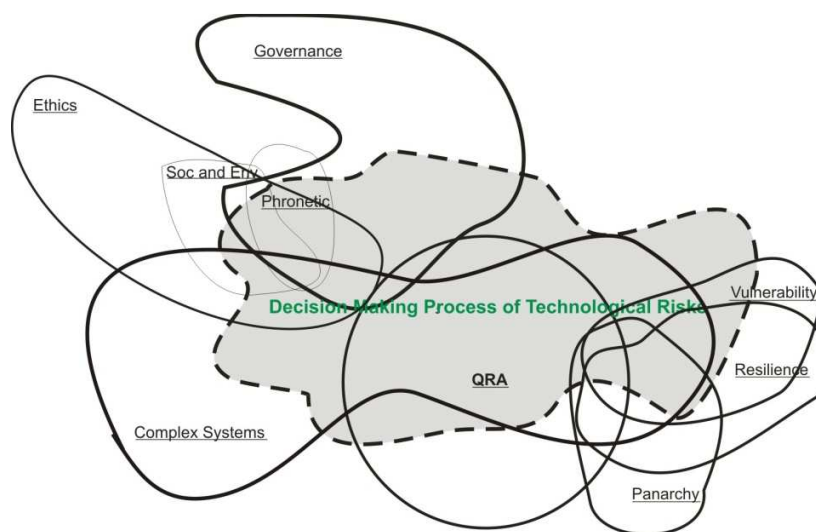 Governance
Ethics
Soc and Env
Phronetic
Decision Making Process of Technological Risks
Vulnerability
Resilience
QRA
Complex Systems
Panarchy